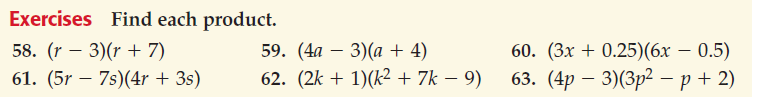 Exercises Find each product.
58. (r − 3)(r + 7) 59. (4a − 3)(a + 4) 60. (3x + 0.25)(6x − 0.5)
61. (5r − 7s)(4r + 3s) 62. (2k + 1)(k² + 7k − 9) 63. (4p − 3)(3p² − p + 2)